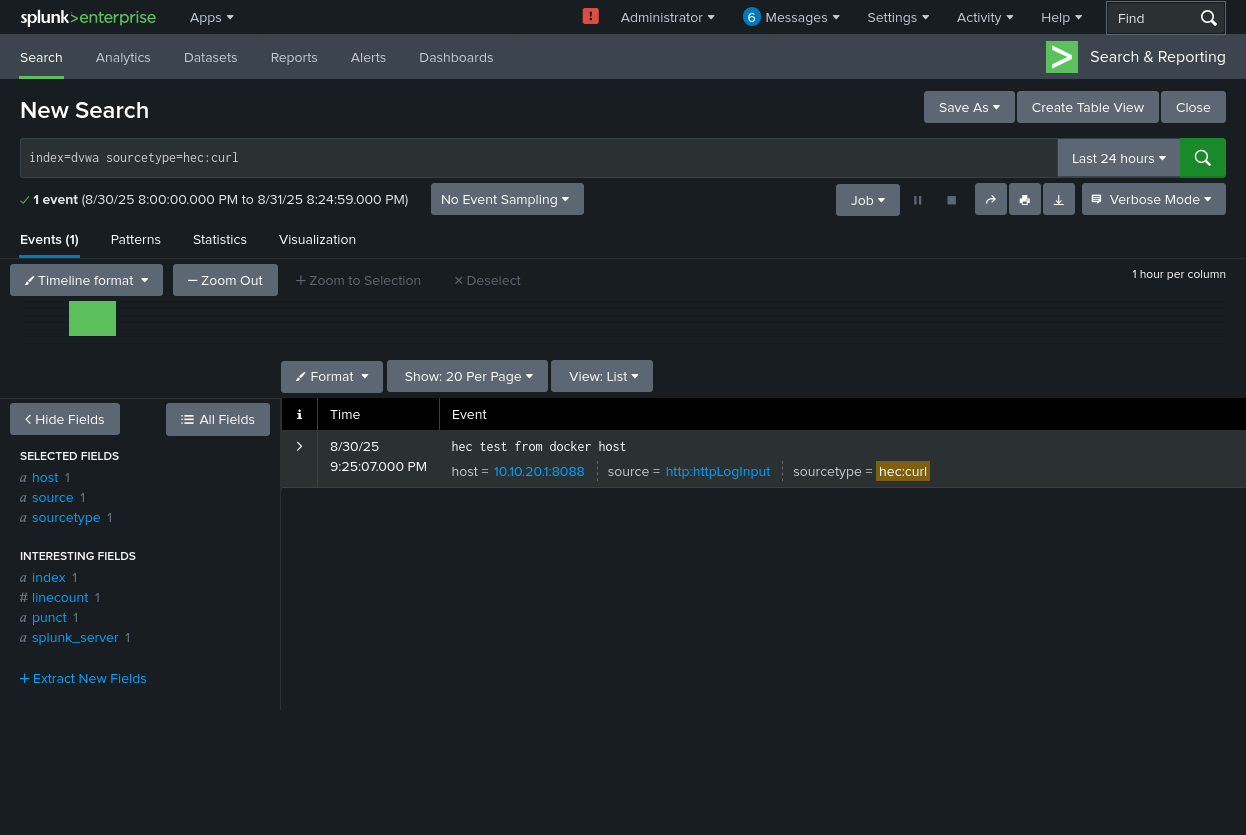 splunk>enterprise Apps ! Administrator 6 Messages Settings Activity Help Find
Search Analytics Datasets Reports Alerts Dashboards > Search & Reporting
New Search Save As Create Table View Close
index=dvwa sourcetype=hec:curl Last 24 hours
✓ 1 event (8/30/25 8:00:00.000 PM to 8/31/25 8:24:59.000 PM) No Event Sampling Job Verbose Mode
Events (1) Patterns Statistics Visualization
Timeline format — Zoom Out + Zoom to Selection × Deselect 1 hour per column
Format Show: 20 Per Page View: List
< Hide Fields All Fields i Time Event
SELECTED FIELDS
a host 1
a source 1
a sourcetype 1
INTERESTING FIELDS
a index 1
# linecount 1
a punct 1
a splunk_server 1
+ Extract New Fields
> 8/30/25
9:25:07.000 PM
hec test from docker host
host = 10.10.20.1:8088 source = http:httpLogInput sourcetype = hec:curl